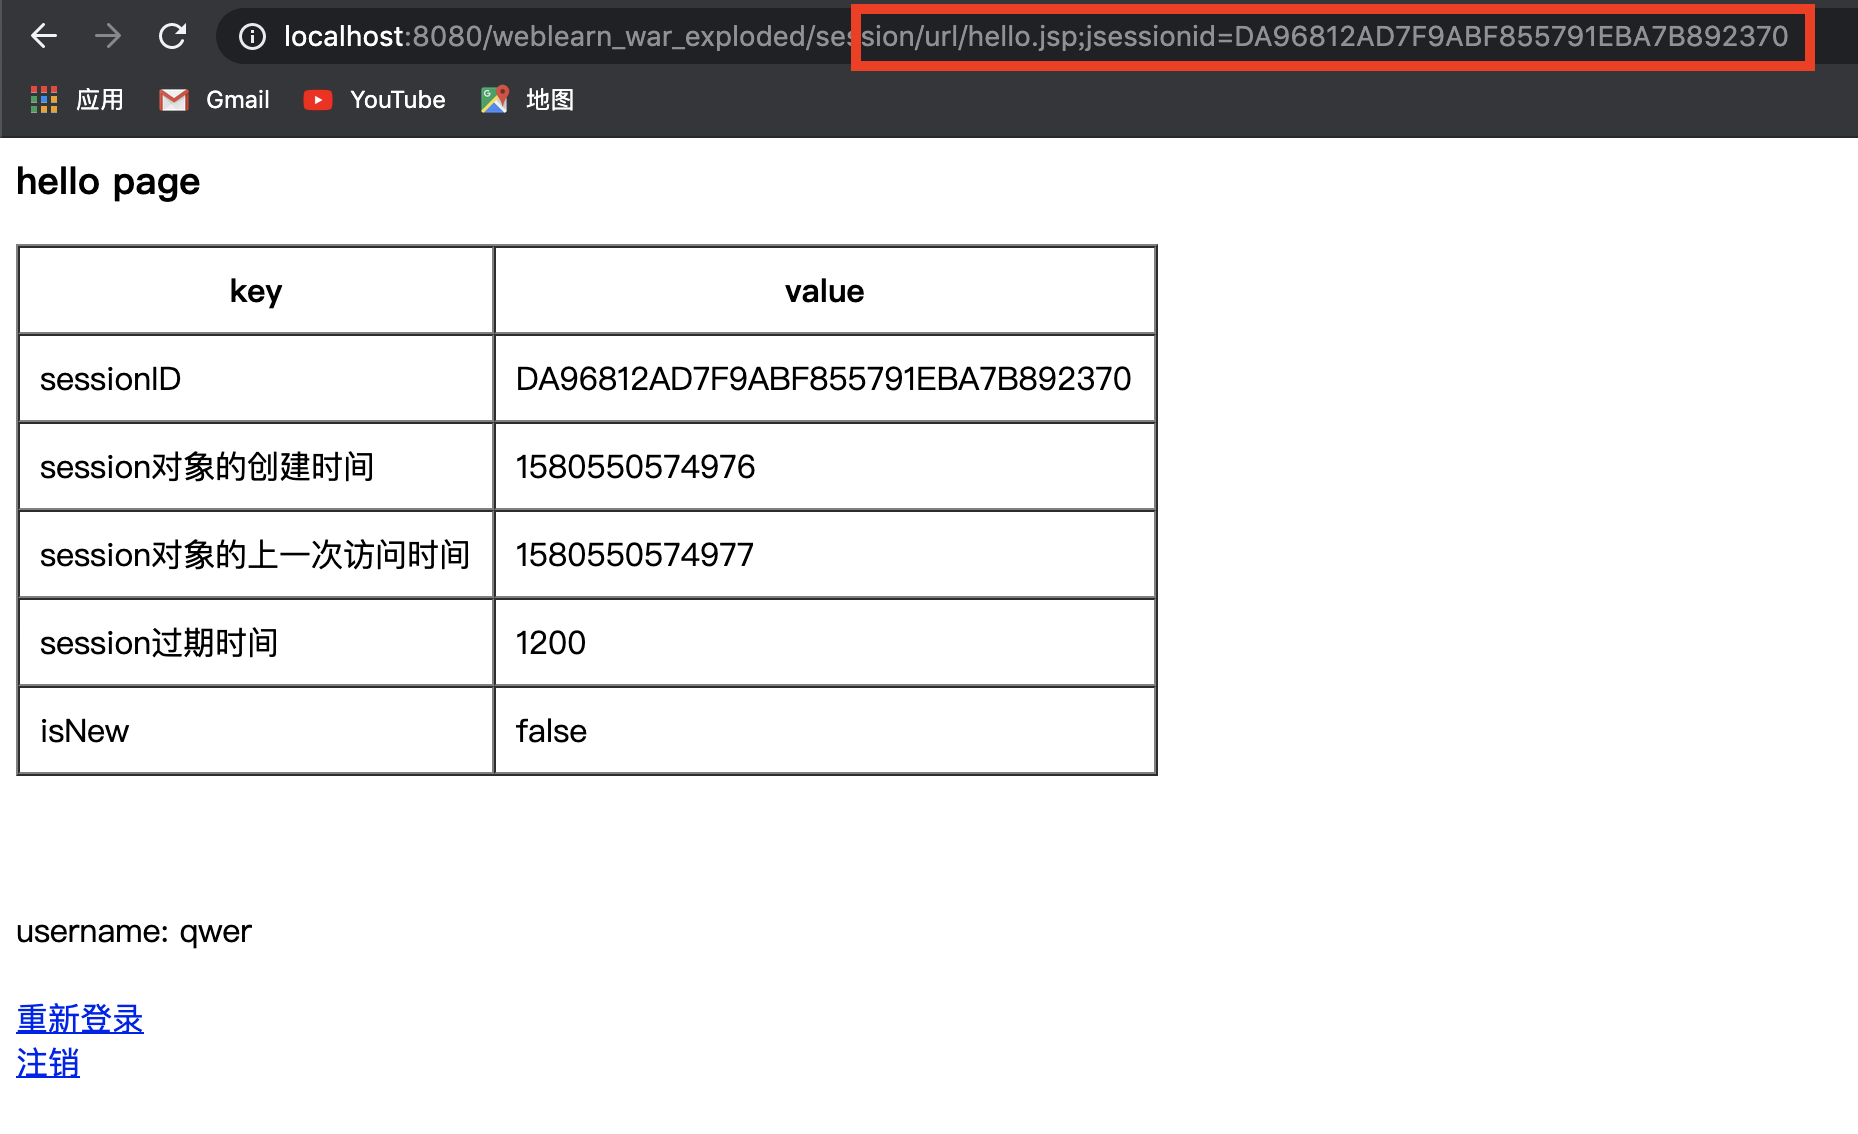 localhost:8080/weblearn_war_exploded/session/url/hello.jsp;jsessionid=DA96812AD7F9ABF855791EBA7B892370
应用 Gmail YouTube 地图
hello page
key value
sessionID DA96812AD7F9ABF855791EBA7B892370
session对象的创建时间 1580550574976
session对象的上一次访问时间 1580550574977
session过期时间 1200
isNew false
username: qwer
重新登录
注销